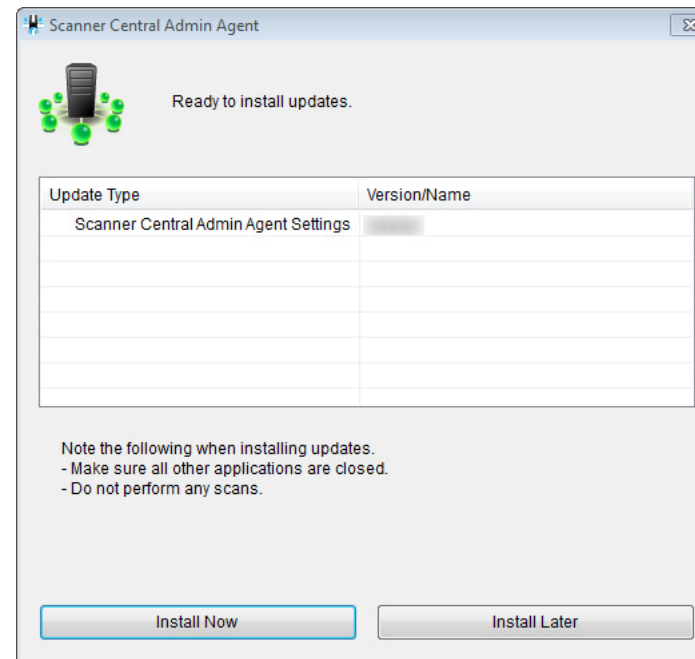 Scanner Central Admin Agent
Ready to install updates.
Update Type Version/Name
Scanner Central Admin Agent Settings
Note the following when installing updates.
- Make sure all other applications are closed.
- Do not perform any scans.
Install Now Install Later